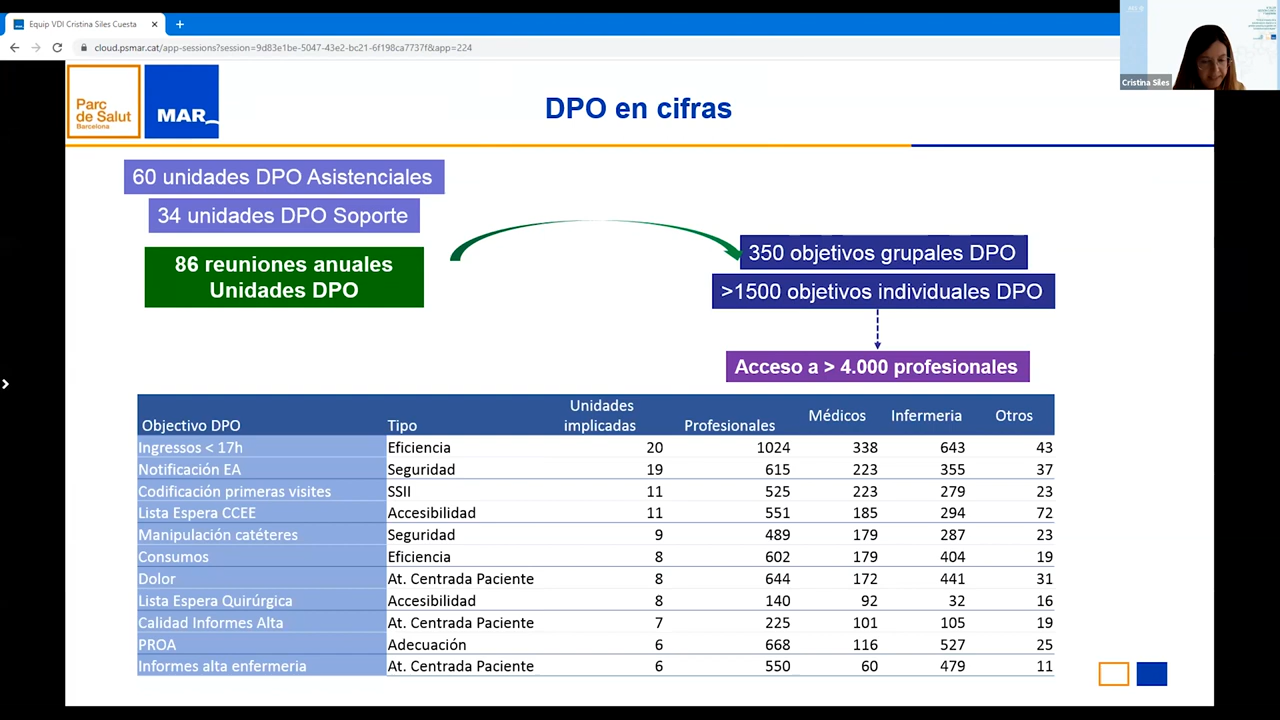 Equip VDI Cristina Siles Cuesta
cloud.psmar.cat/app-sessions?session=9d83e1be-5047-43e2-bc21-6f198ca7737f&app=224
Cristina Siles
Parc
de Salut
Barcelona
MAR
DPO en cifras
60 unidades DPO Asistenciales
34 unidades DPO Soporte
86 reuniones anuales
Unidades DPO
350 objetivos grupales DPO
>1500 objetivos individuales DPO
Acceso a > 4.000 profesionales
Objectivo DPO Tipo Unidades implicadas Profesionales Médicos Infermeria Otros
Ingressos < 17h Eficiencia 20 1024 338 643 43
Notificación EA Seguridad 19 615 223 355 37
Codificación primeras visites SSII 11 525 223 279 23
Lista Espera CCEE Accesibilidad 11 551 185 294 72
Manipulación catéteres Seguridad 9 489 179 287 23
Consumos Eficiencia 8 602 179 404 19
Dolor At. Centrada Paciente 8 644 172 441 31
Lista Espera Quirúrgica Accesibilidad 8 140 92 32 16
Calidad Informes Alta At. Centrada Paciente 7 225 101 105 19
PROA Adecuación 6 668 116 527 25
Informes alta enfermeria At. Centrada Paciente 6 550 60 479 11